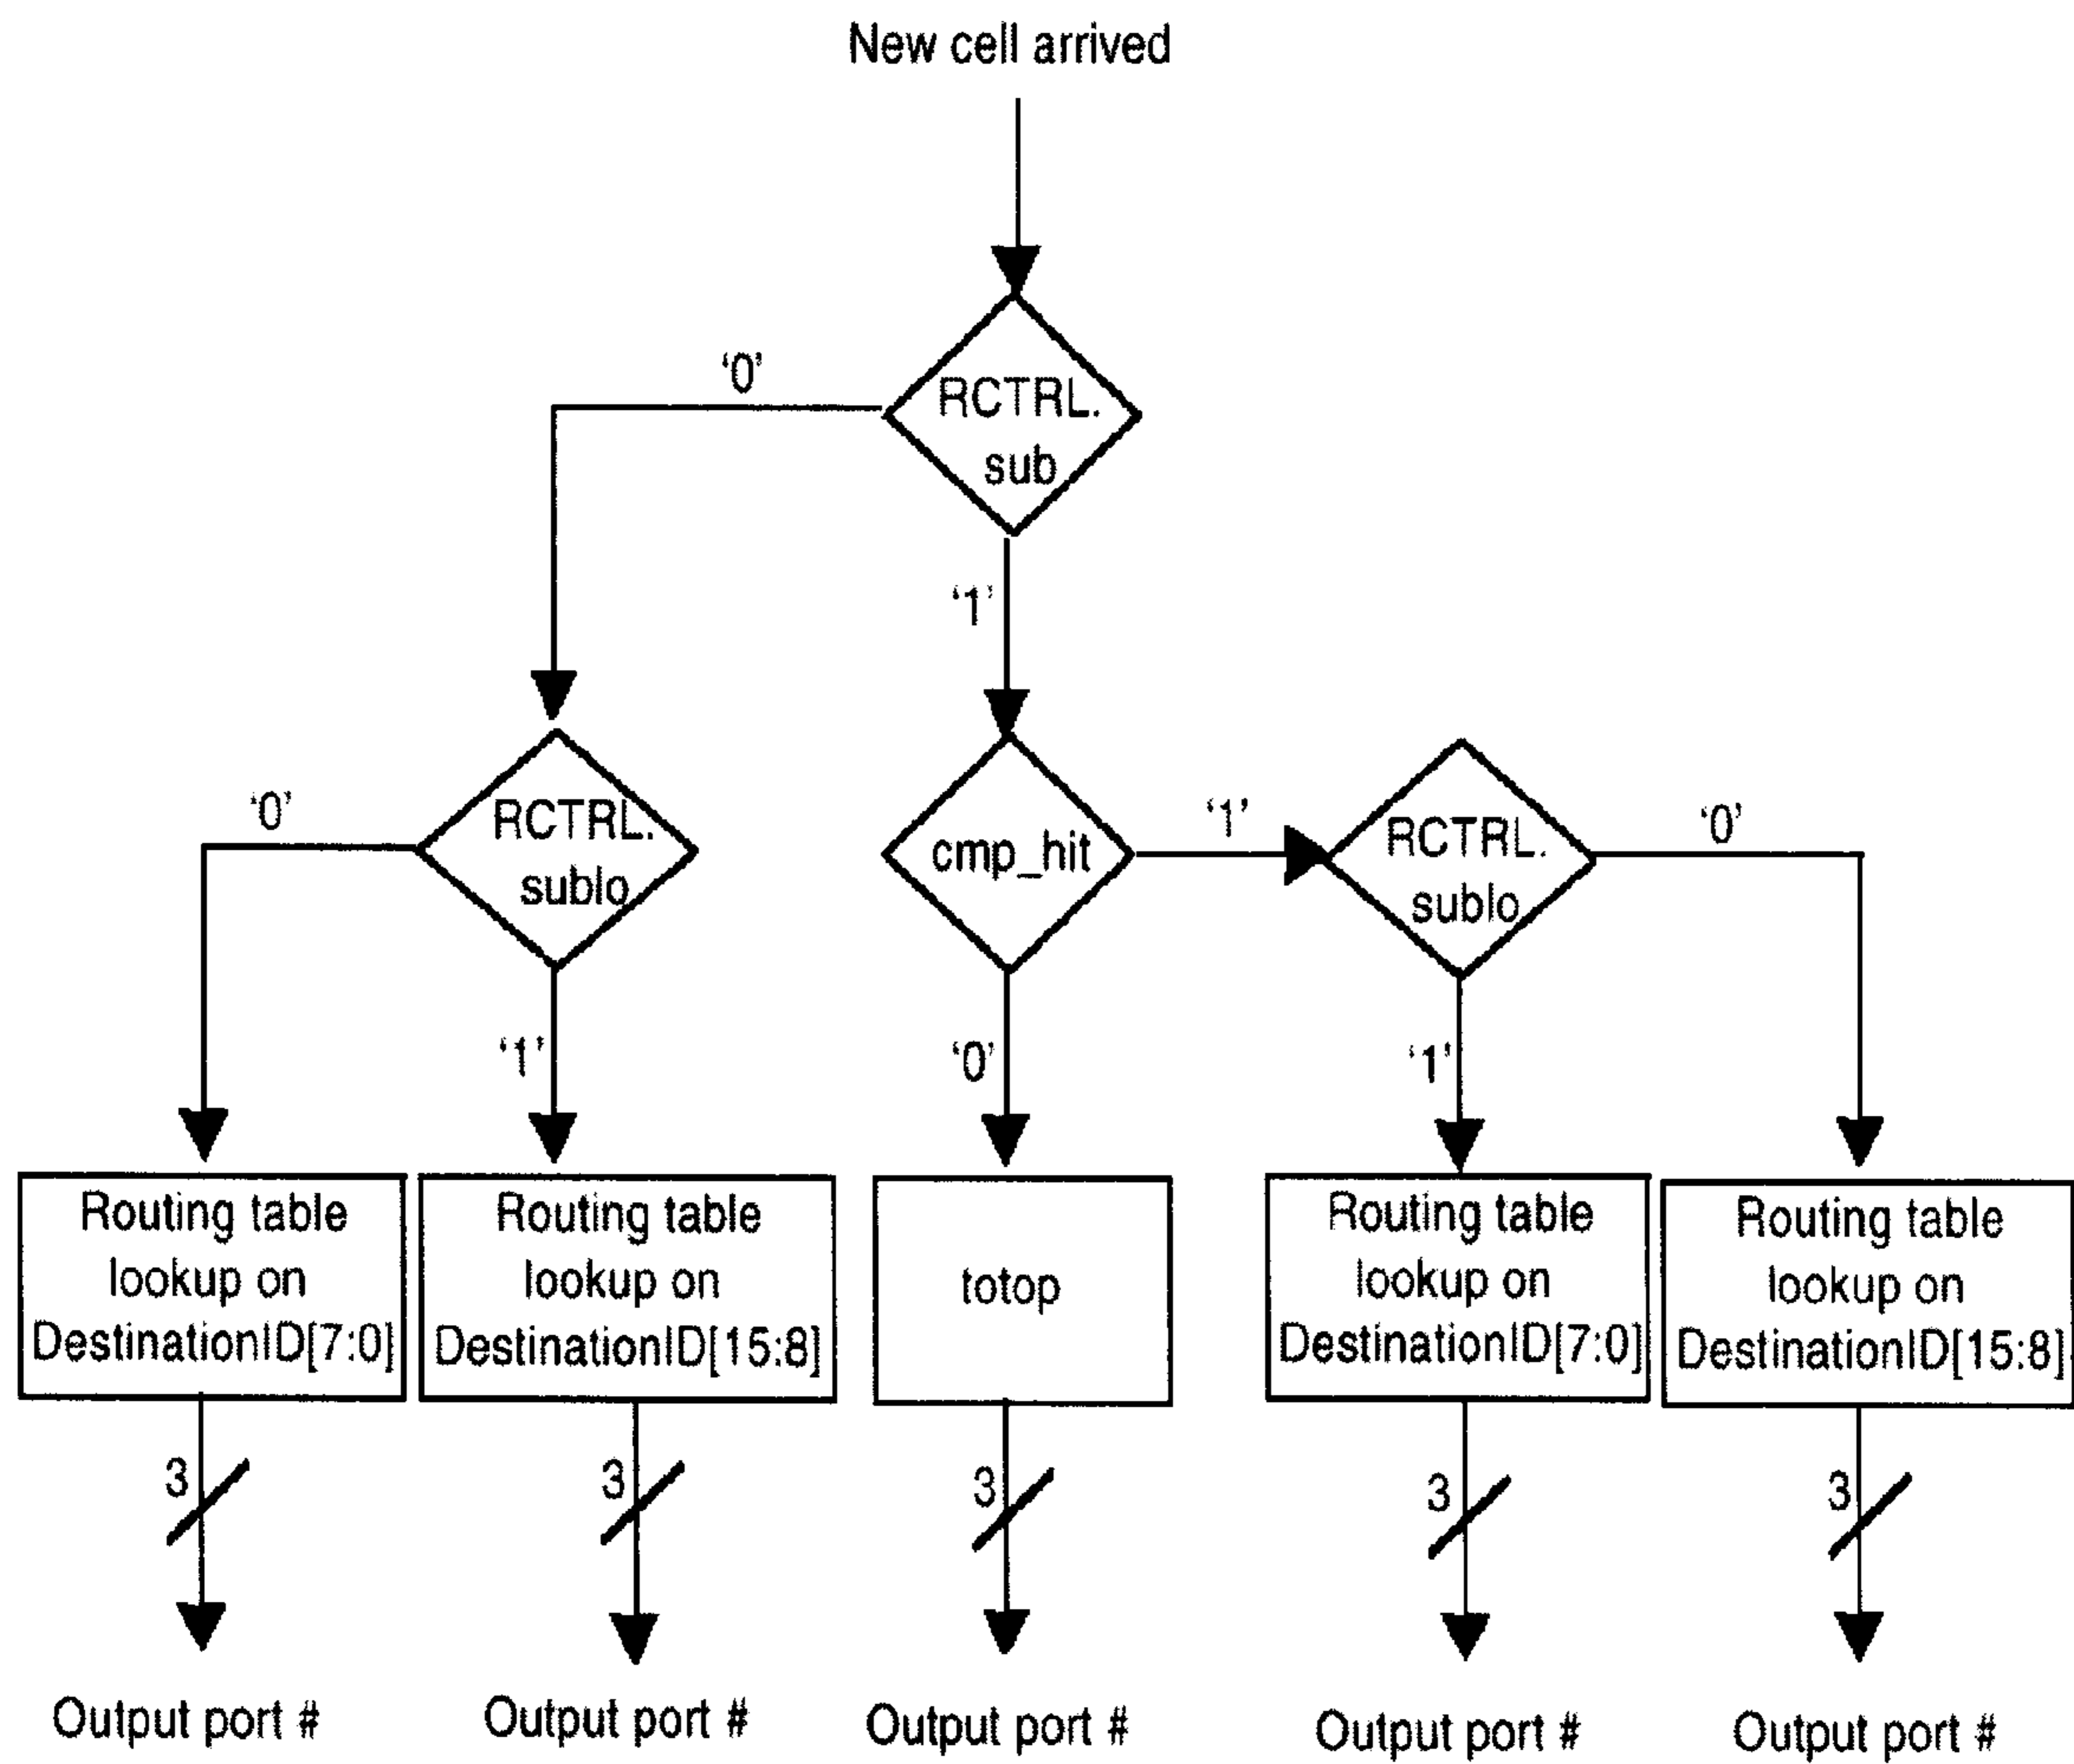 New cell arrived
‘0’
RCTRL.
sub
‘1’
‘0’
RCTRL.
sublo
cmp_hit
‘1’
RCTRL.
sublo
‘0’
‘1’
‘0’
‘1’
Routing table
lookup on
DestinationID[7:0]
Routing table
lookup on
DestinationID[15:8]
totop
Routing table
lookup on
DestinationID[7:0]
Routing table
lookup on
DestinationID[15:8]
3
3
3
3
3
Output port #
Output port #
Output port #
Output port #
Output port #